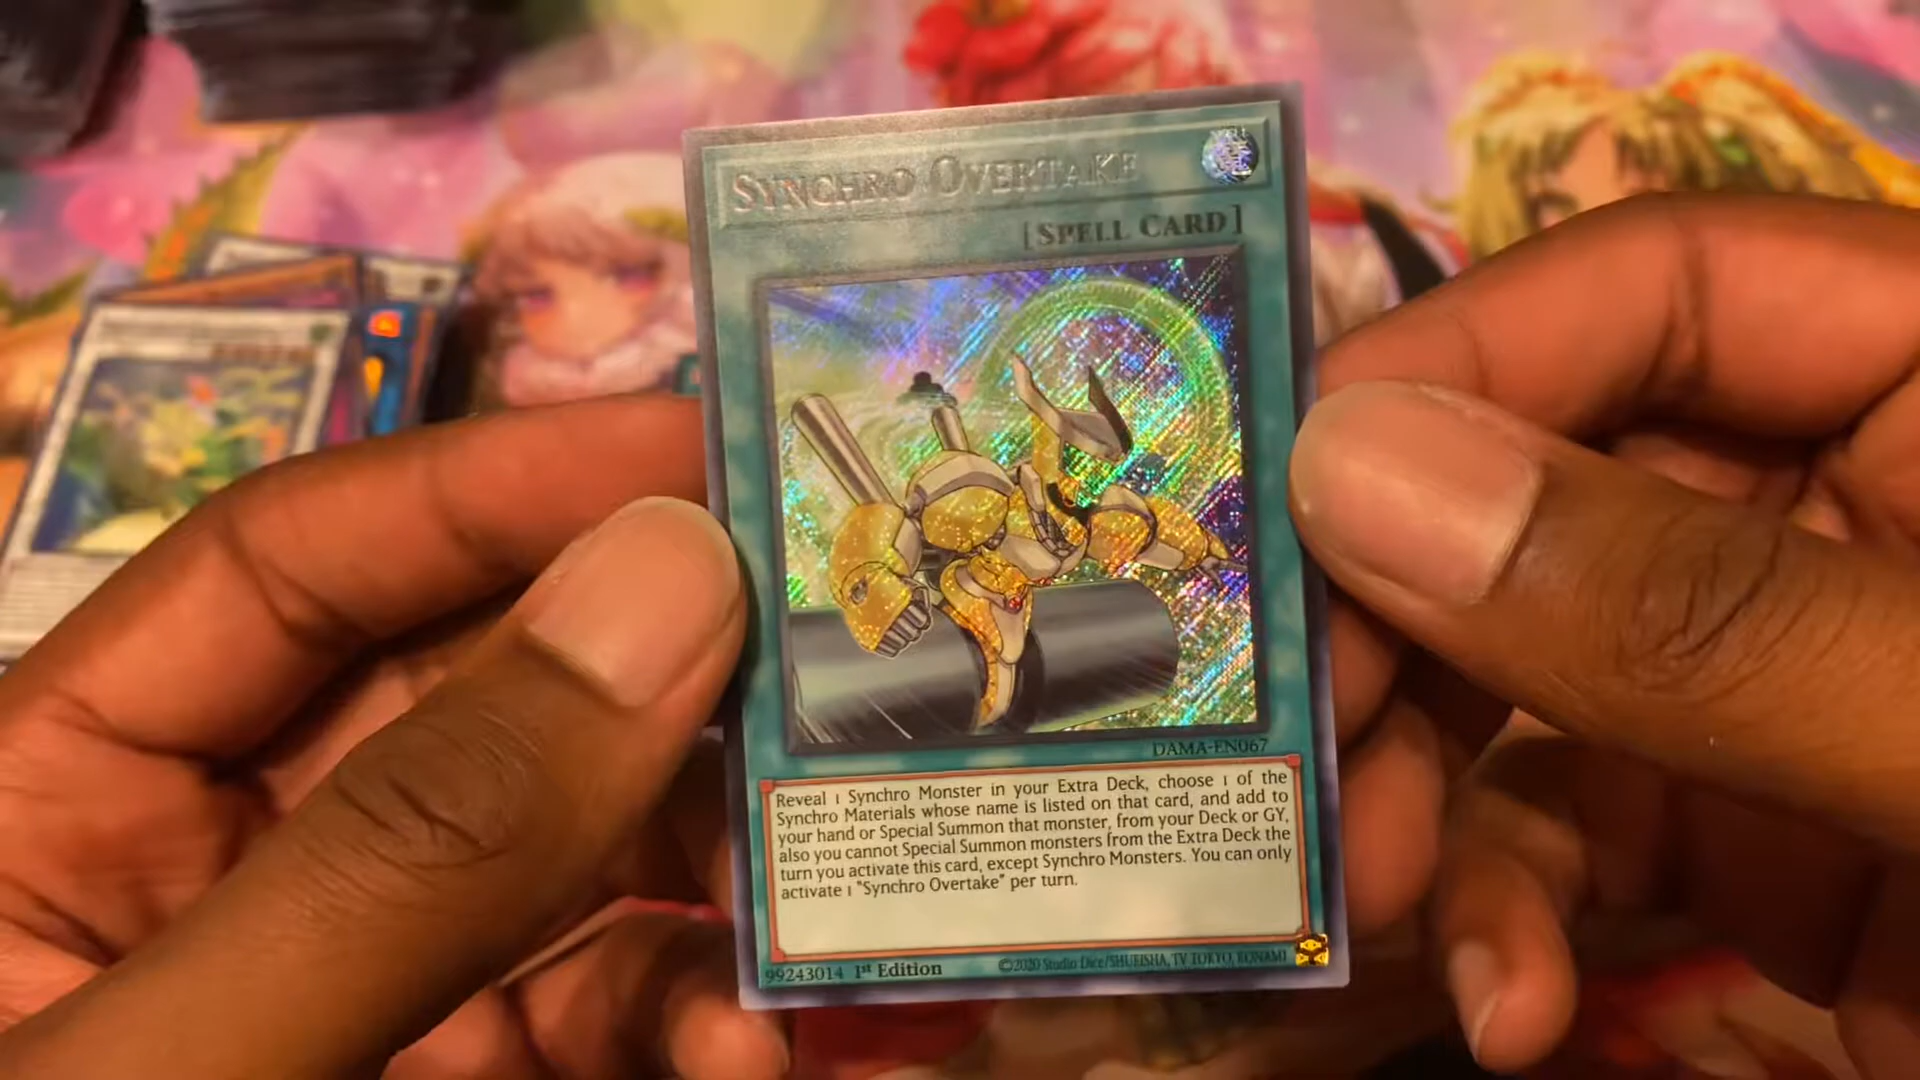 SYNCHRO OVERTAKE
[SPELL CARD]
DAMA-EN067
Reveal 1 Synchro Monster in your Extra Deck, choose 1 of the
Synchro Materials whose name is listed on that card, and add to
your hand or Special Summon that monster, from your Deck or GY,
also you cannot Special Summon monsters from the Extra Deck the
turn you activate this card, except Synchro Monsters. You can only
activate 1 "Synchro Overtake" per turn.
99243014 1st Edition
©2020 Studio Dice/SHUEISHA, TV TOKYO, KONAMI